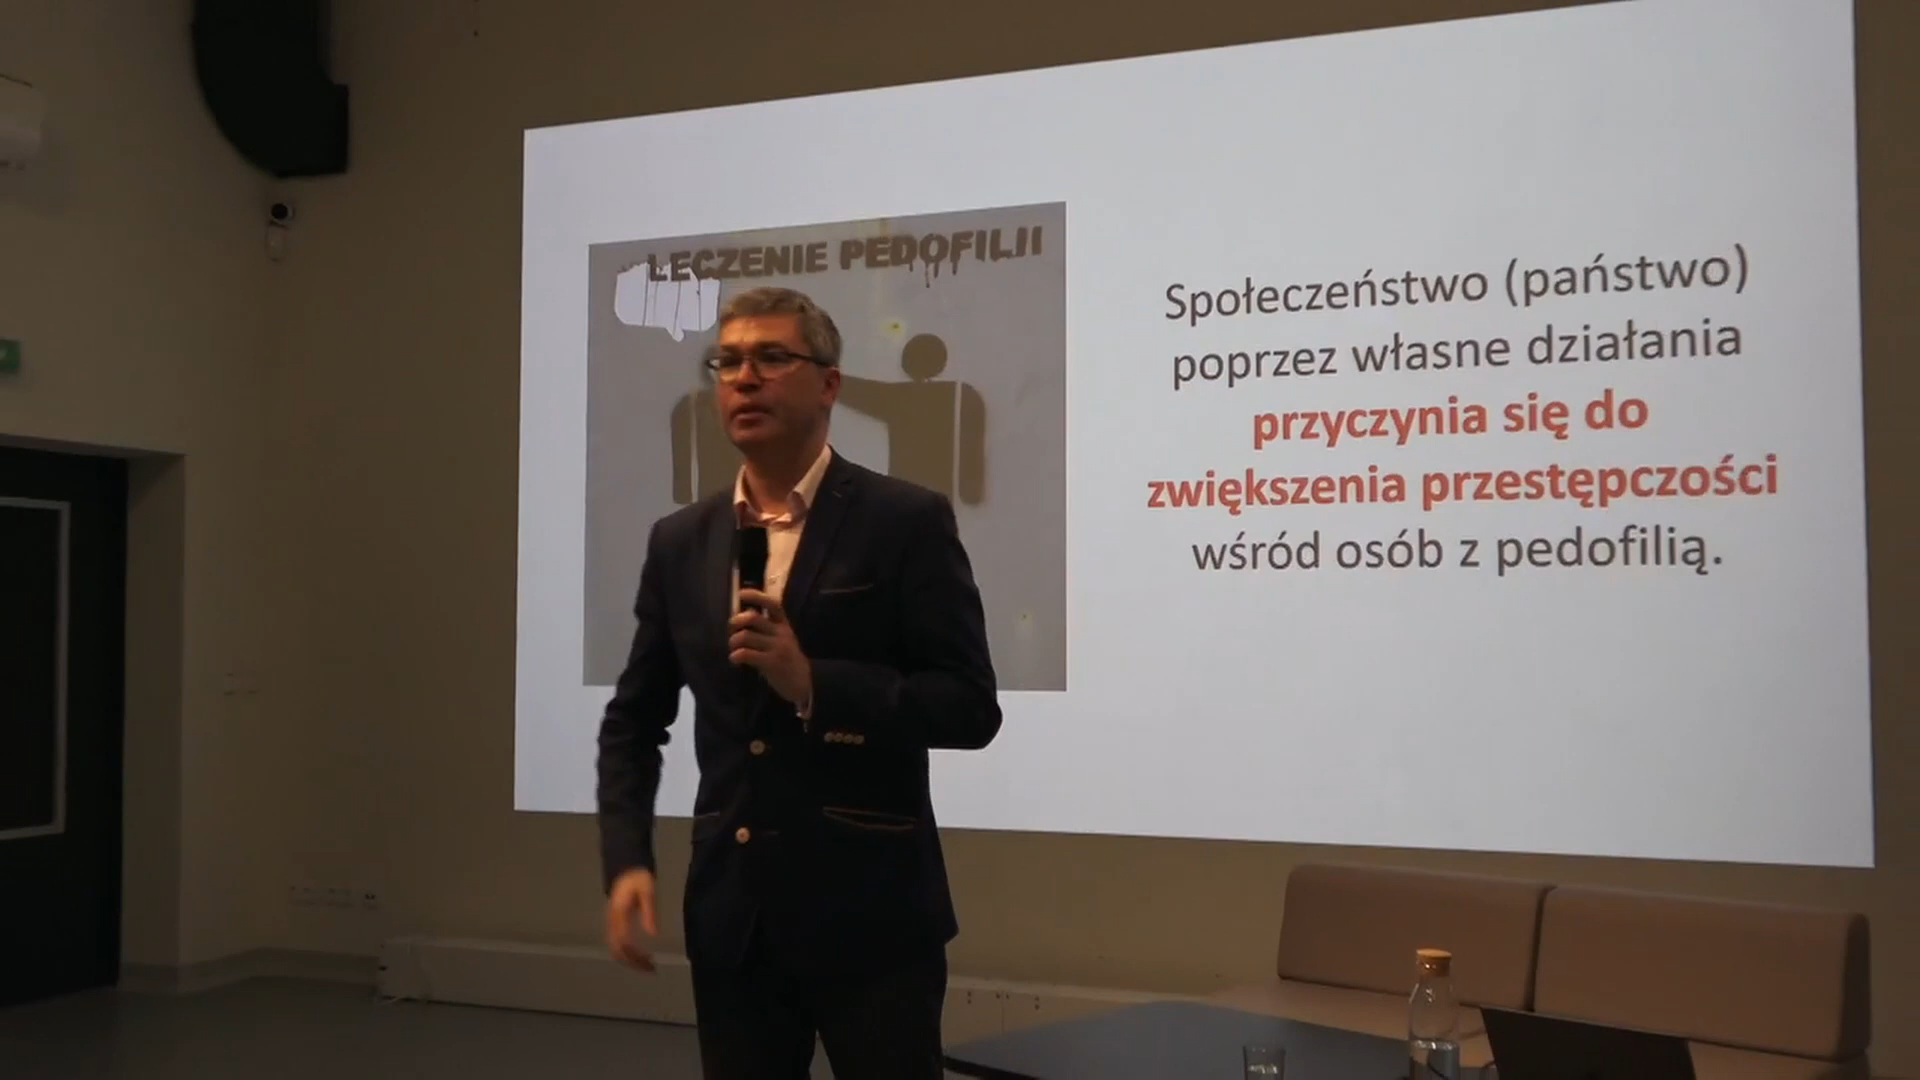 LECZENIE PEDOFILII
Społeczeństwo (państwo)
poprzez własne działania
przyczynia się do
zwiększenia przestępczości
wśród osób z pedofilią.